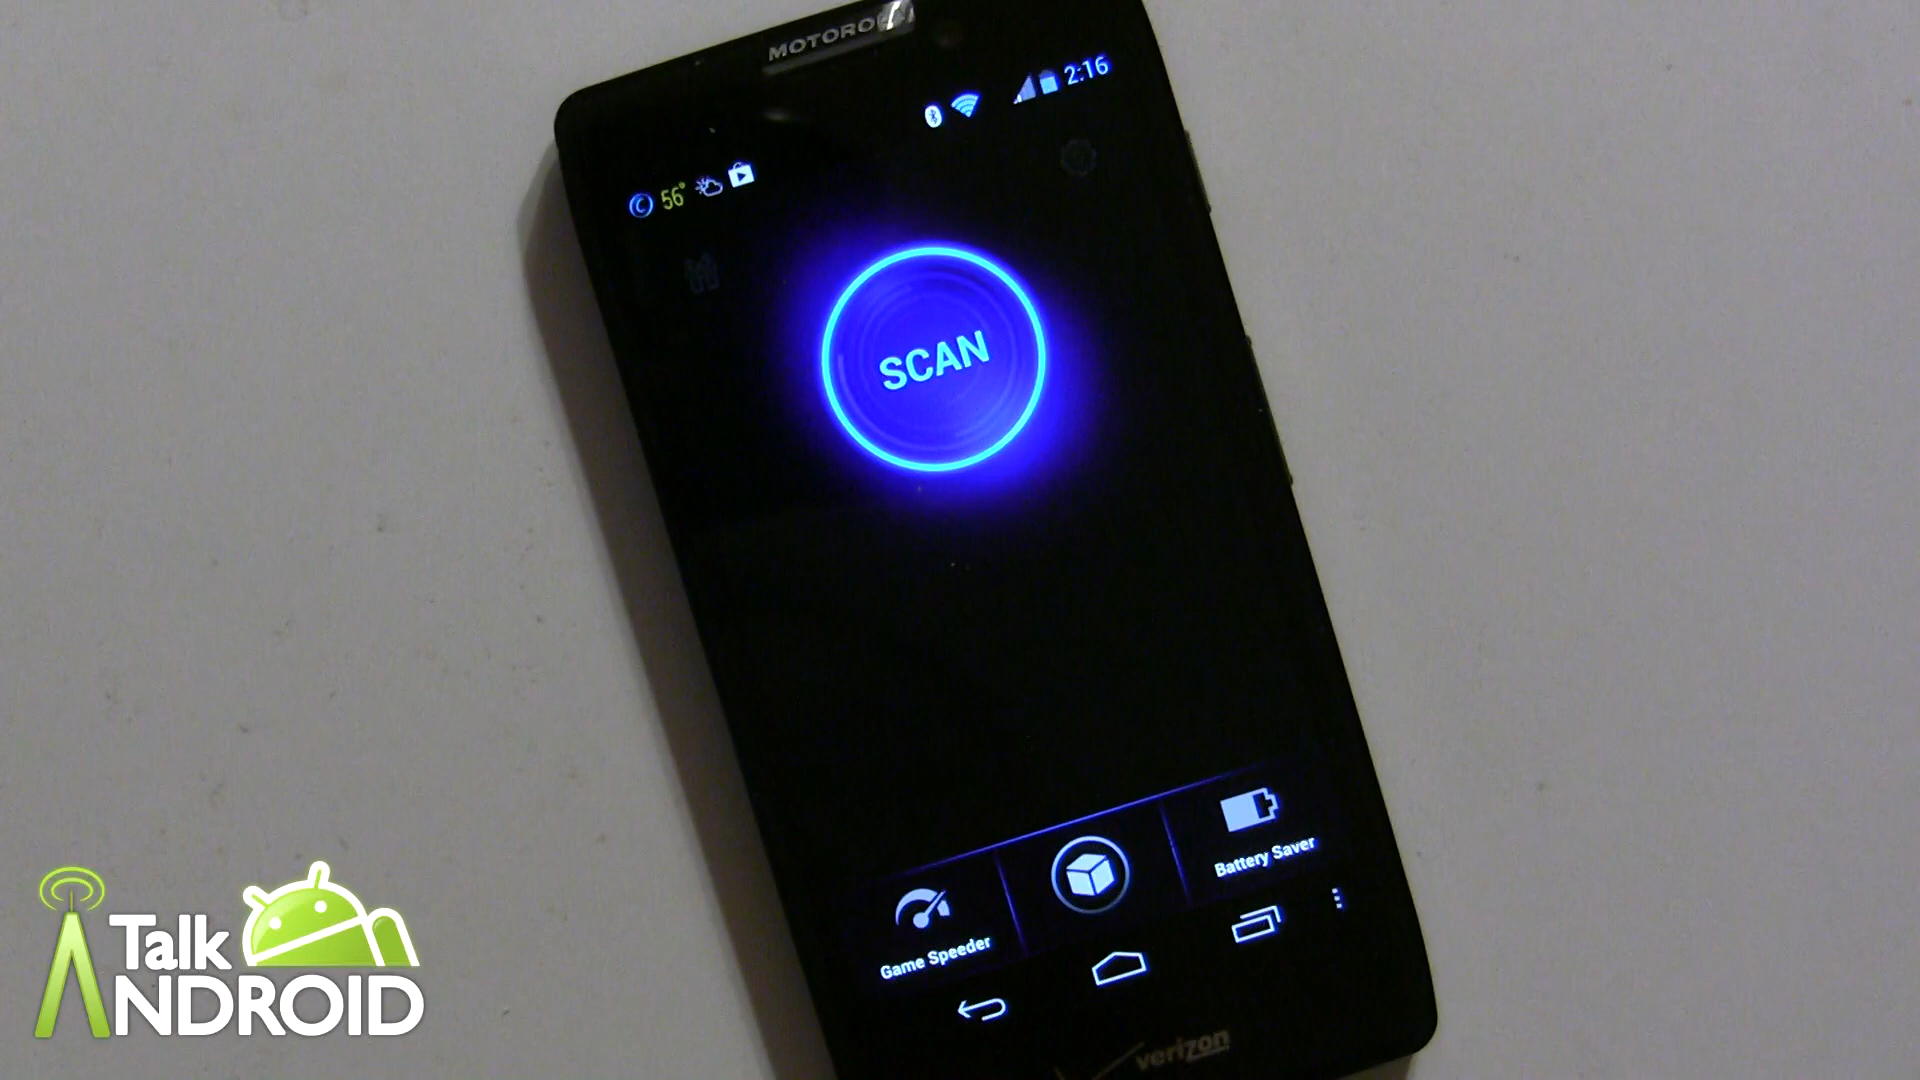 MOTOROLA
2:16
56°
SCAN
Battery Saver
Game Speeder
verizon
Talk
ANDROID